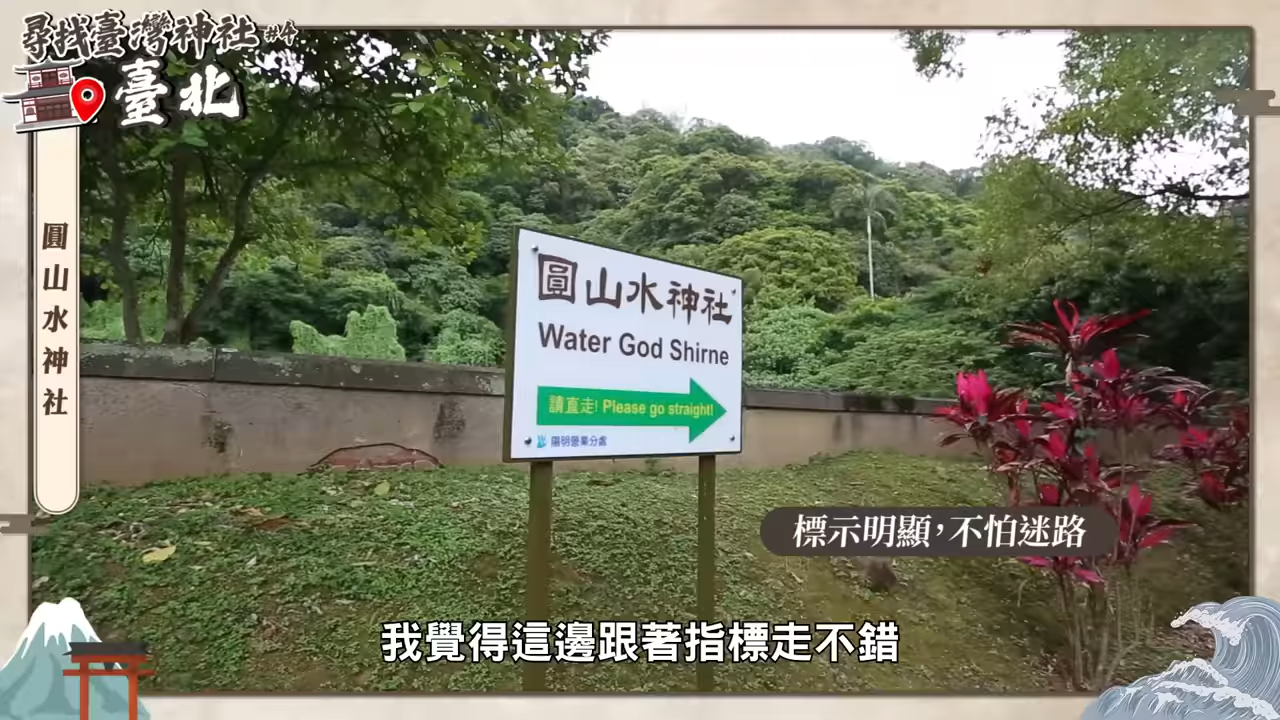 尋找臺灣神社 #4
臺北
圓山水神社
圓山水神社
Water God Shirne
請直走! Please go straight!
陽明營業分處
標示明顯，不怕迷路
我覺得這邊跟著指標走不錯